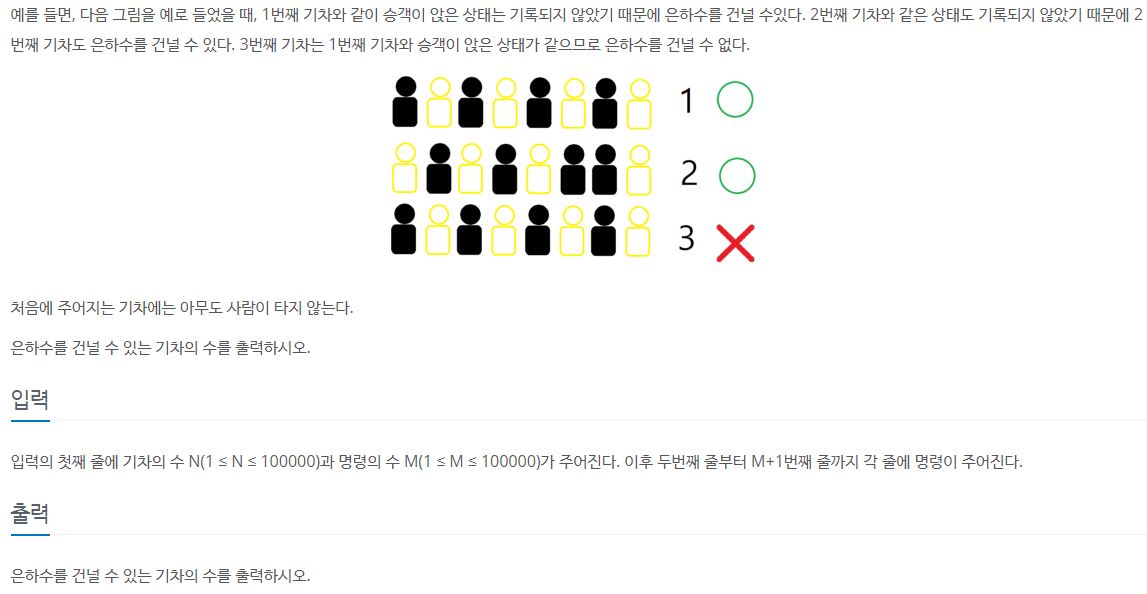 예를 들면, 다음 그림을 예로 들었을 때, 1번째 기차와 같이 승객이 앉은 상태는 기록되지 않았기 때문에 은하수를 건널 수있다. 2번째 기차와 같은 상태도 기록되지 않았기 때문에 2
번째 기차도 은하수를 건널 수 있다. 3번째 기차는 1번째 기차와 승객이 앉은 상태가 같으므로 은하수를 건널 수 없다.
1
2
3
처음에 주어지는 기차에는 아무도 사람이 타지 않는다.
은하수를 건널 수 있는 기차의 수를 출력하시오.
입력
입력의 첫째 줄에 기차의 수 N(1 ≤ N ≤ 100000)과 명령의 수 M(1 ≤ M ≤ 100000)가 주어진다. 이후 두번째 줄부터 M+1번째 줄까지 각 줄에 명령이 주어진다.
출력
은하수를 건널 수 있는 기차의 수를 출력하시오.